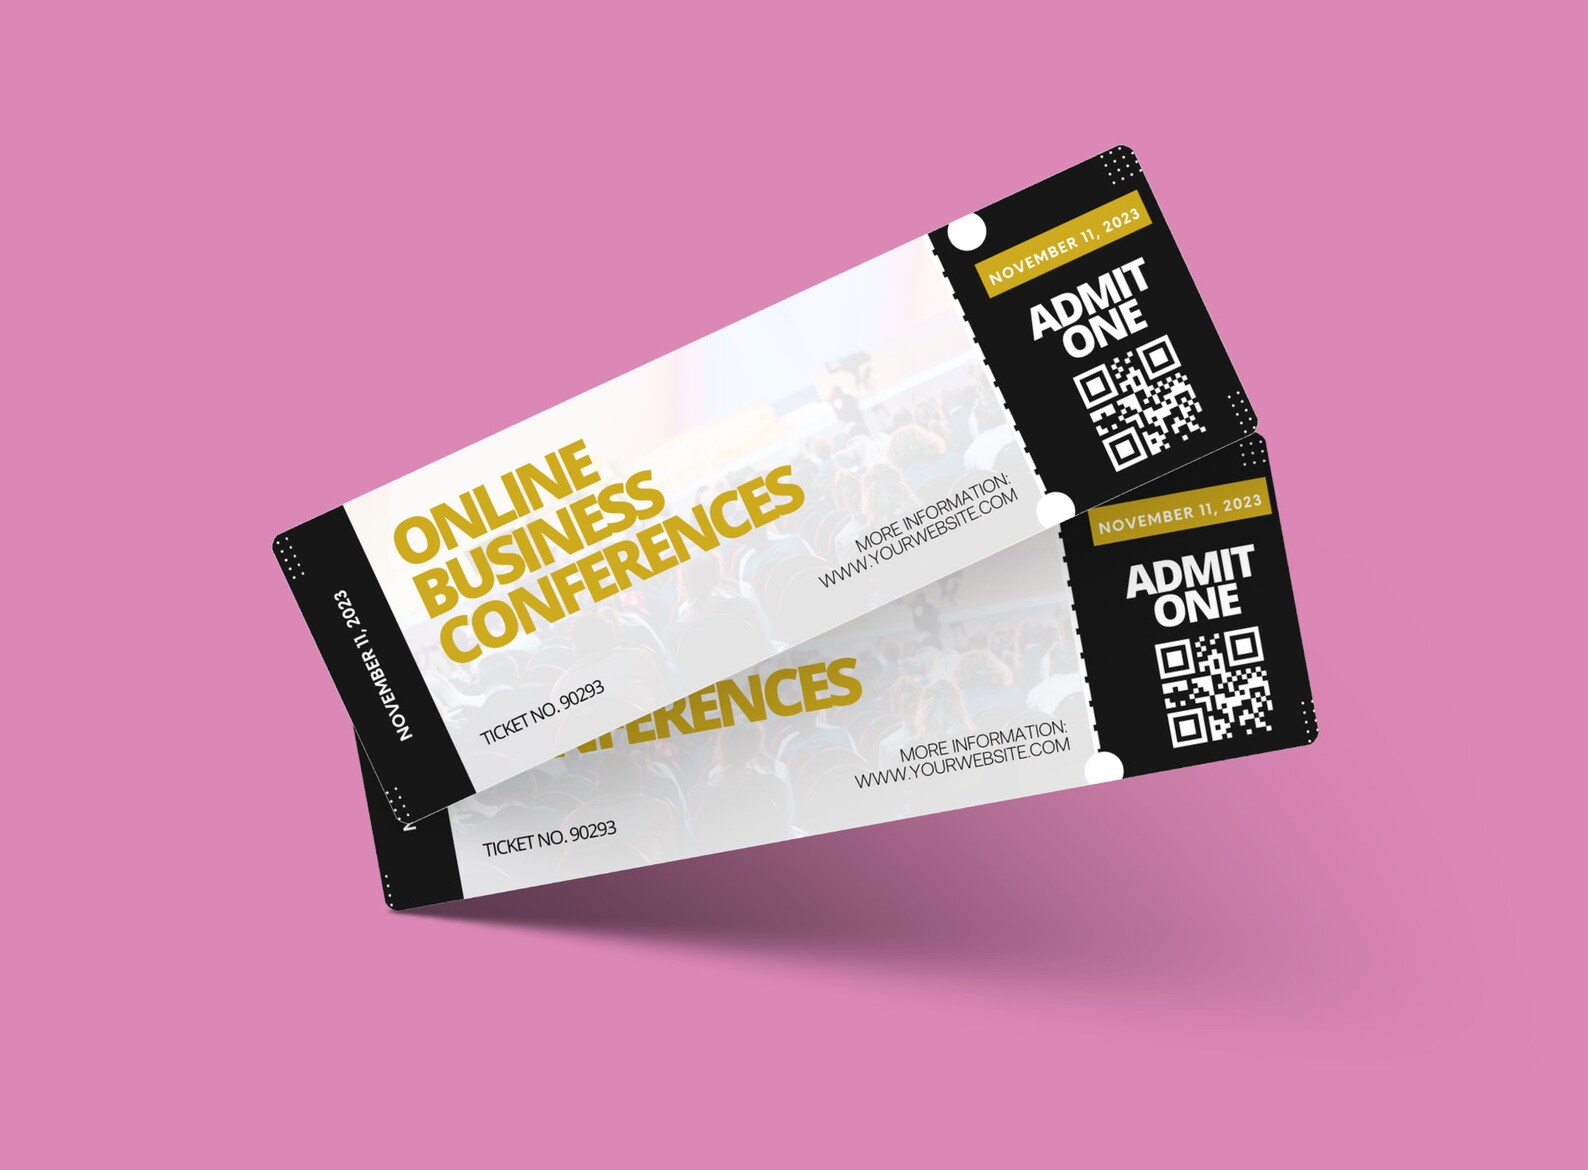 NOVEMBER 11, 2023
ONLINE
BUSINESS
CONFERENCES
TICKET NO. 90293
MORE INFORMATION:
WWW.YOURWEBSITE.COM
NOVEMBER 11, 2023
ADMIT
ONE
NFERENCES
TICKET NO. 90293
MORE INFORMATION:
WWW.YOURWEBSITE.COM
NOVEMBER 11, 2023
ADMIT
ONE